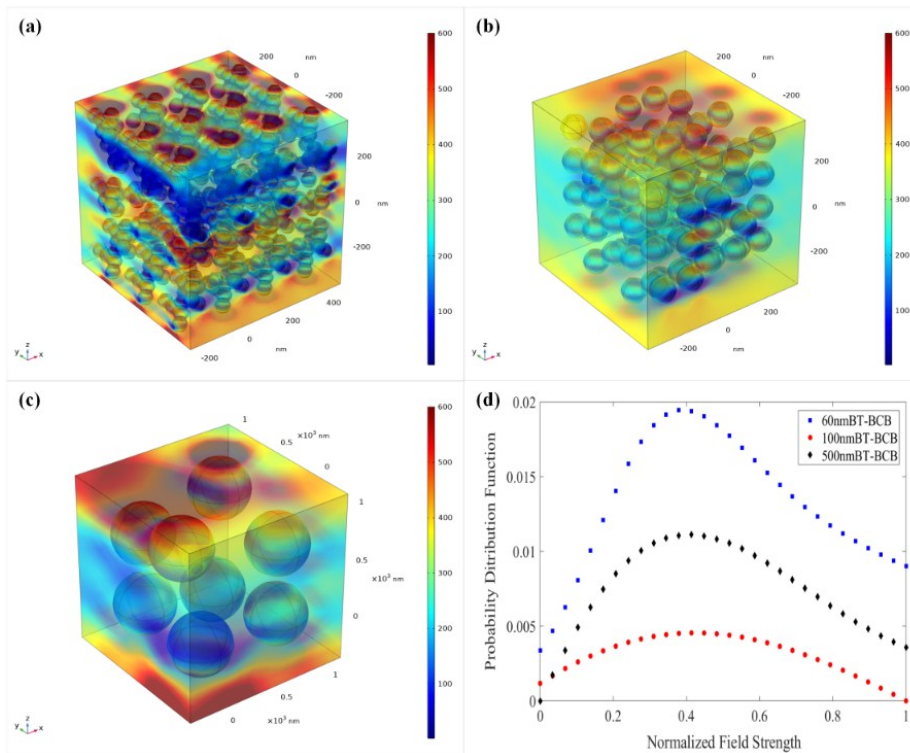 (a)
600
500
400
300
200
100
200
nm
0
-200
200
0
nm
-200
-200
0
nm
200
400
z
y
x
(b)
600
500
400
300
200
100
200
nm
0
-200
200
0
nm
-200
-200
0
nm
200
z
y
x
(c)
600
500
400
300
200
100
1
0.5
×10³ nm
0
1
0.5
×10³ nm
0
0
0.5
×10³ nm
1
z
y
x
(d)
0.02
0.015
0.01
0.005
0
Probability Ditribution Function
60nmBT-BCB
100nmBT-BCB
500nmBT-BCB
0 0.2 0.4 0.6 0.8 1
Normalized Field Strength